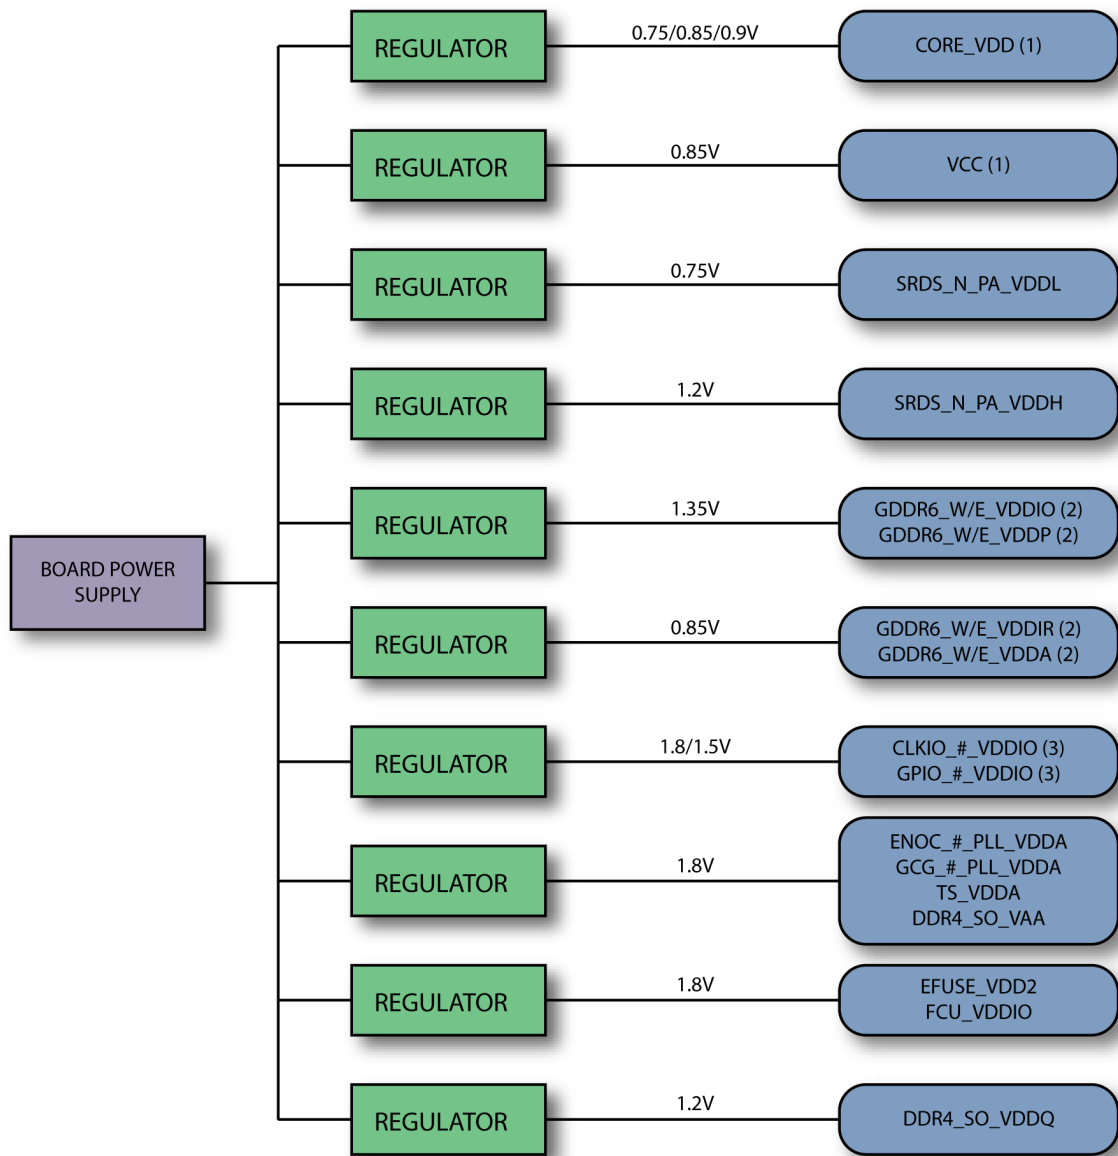 REGULATOR
0.75/0.85/0.9V
CORE_VDD (1)
REGULATOR
0.85V
VCC (1)
REGULATOR
0.75V
SRDS_N_PA_VDDL
REGULATOR
1.2V
SRDS_N_PA_VDDH
REGULATOR
1.35V
GDDR6_W/E_VDDIO (2)
GDDR6_W/E_VDDP (2)
BOARD POWER
SUPPLY
REGULATOR
0.85V
GDDR6_W/E_VDDIR (2)
GDDR6_W/E_VDDA (2)
REGULATOR
1.8/1.5V
CLKIO_#_VDDIO (3)
GPIO_#_VDDIO (3)
REGULATOR
1.8V
ENOC_#_PLL_VDDA
GCG_#_PLL_VDDA
TS_VDDA
DDR4_SO_VAA
REGULATOR
1.8V
EFUSE_VDD2
FCU_VDDIO
REGULATOR
1.2V
DDR4_SO_VDDQ